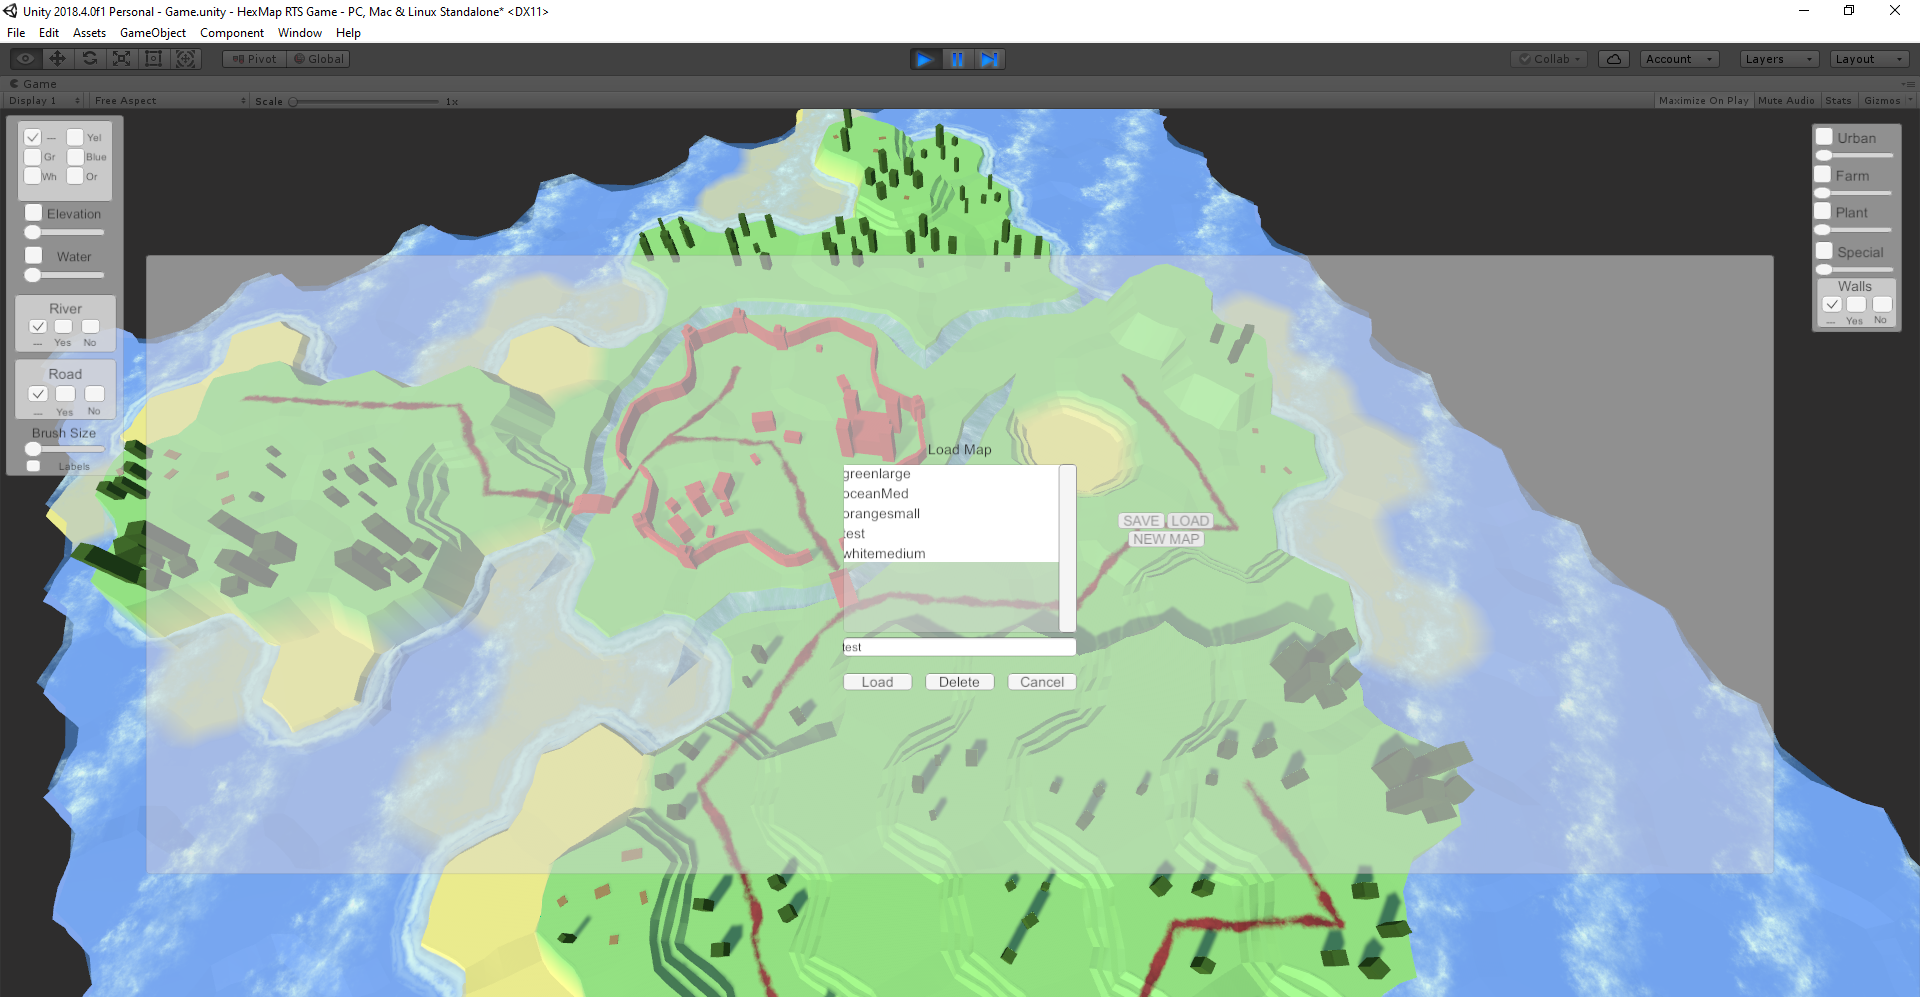 Unity 2018.4.0f1 Personal - Game.unity - HexMap RTS Game - PC, Mac & Linux Standalone* <DX11>
File Edit Assets GameObject Component Window Help
Pivot Global Collab Account Layers Layout
Game
Display 1 Free Aspect Scale 1x Maximize On Play Mute Audio Stats Gizmos
--- Yel
Gr Blue
Wh Or
Elevation
Water
River
--- Yes No
Road
--- Yes No
Brush Size
Labels
Urban
Farm
Plant
Special
Walls
--- Yes No
Load Map
greenlarge
oceanMed
orangesmall
test
whitemedium
SAVE LOAD
NEW MAP
test
Load Delete Cancel